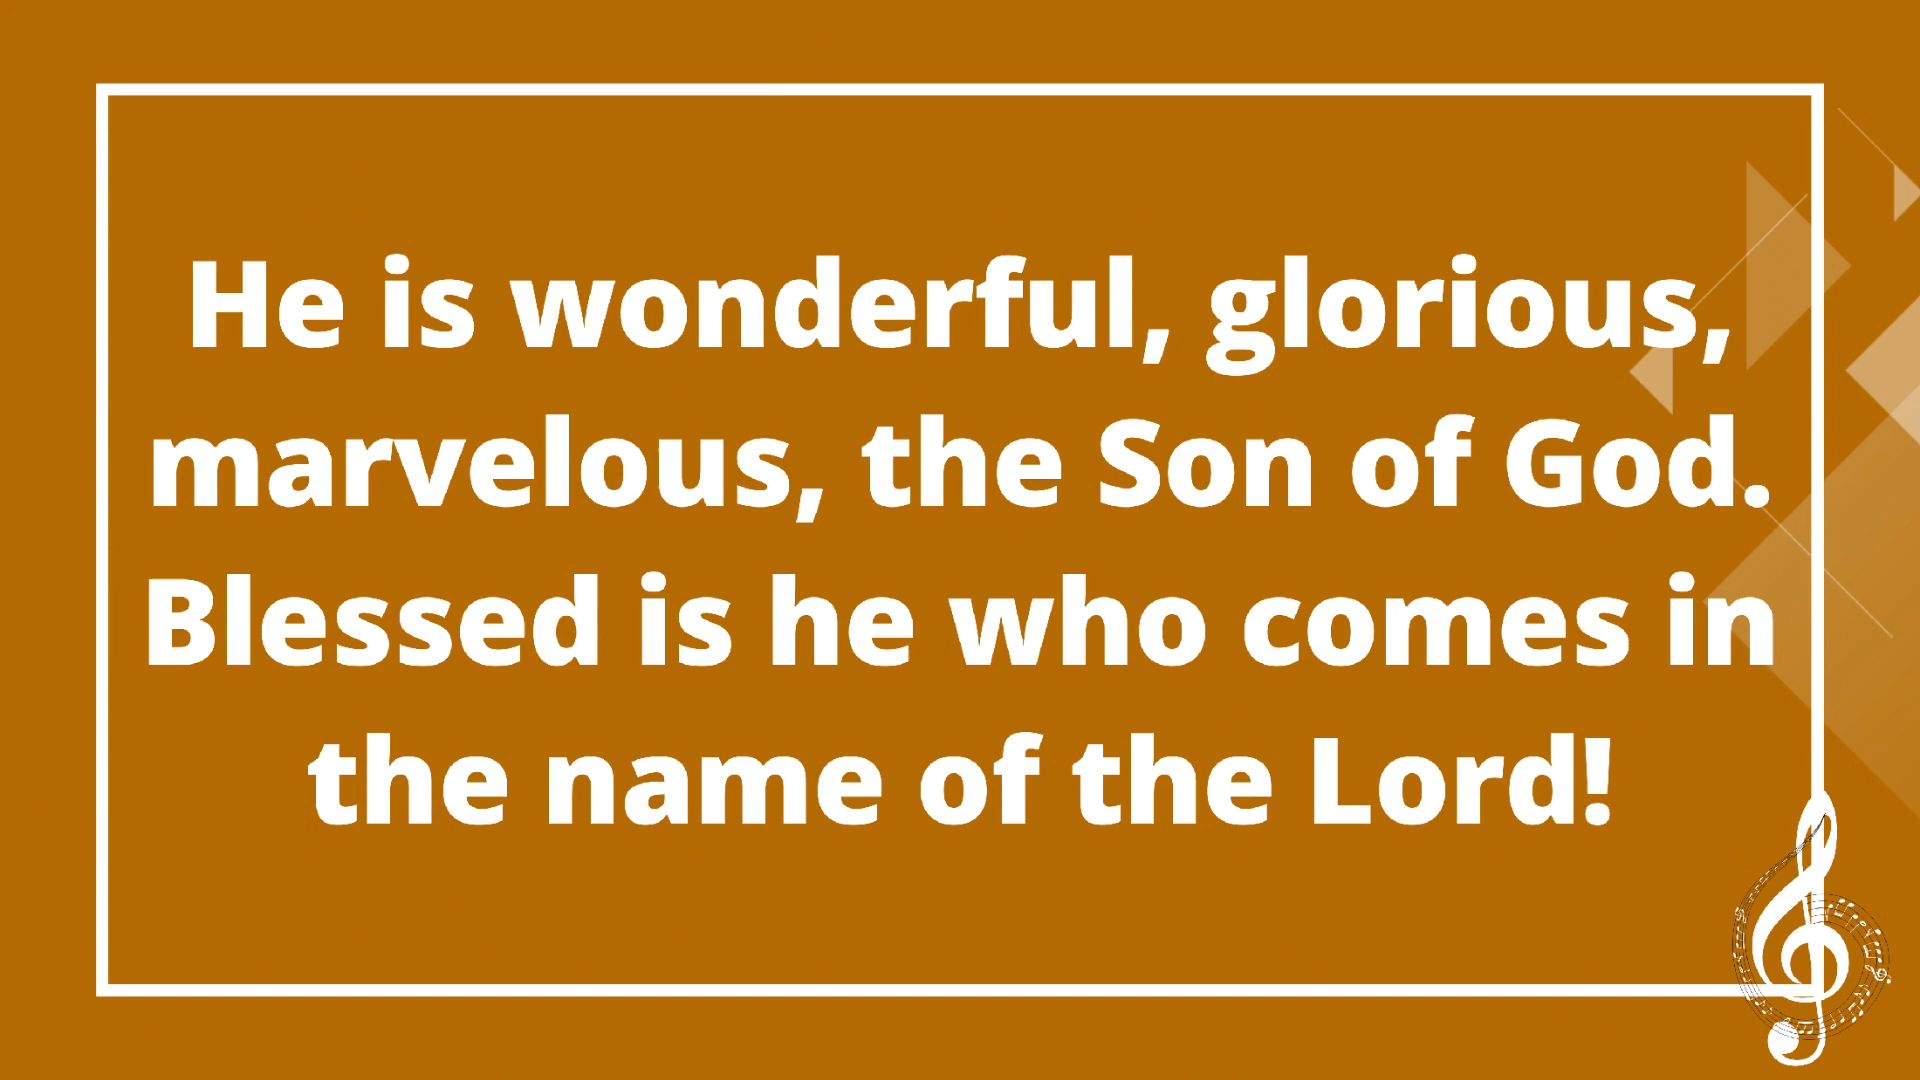 He is wonderful, glorious,
marvelous, the Son of God.
Blessed is he who comes in
the name of the Lord!